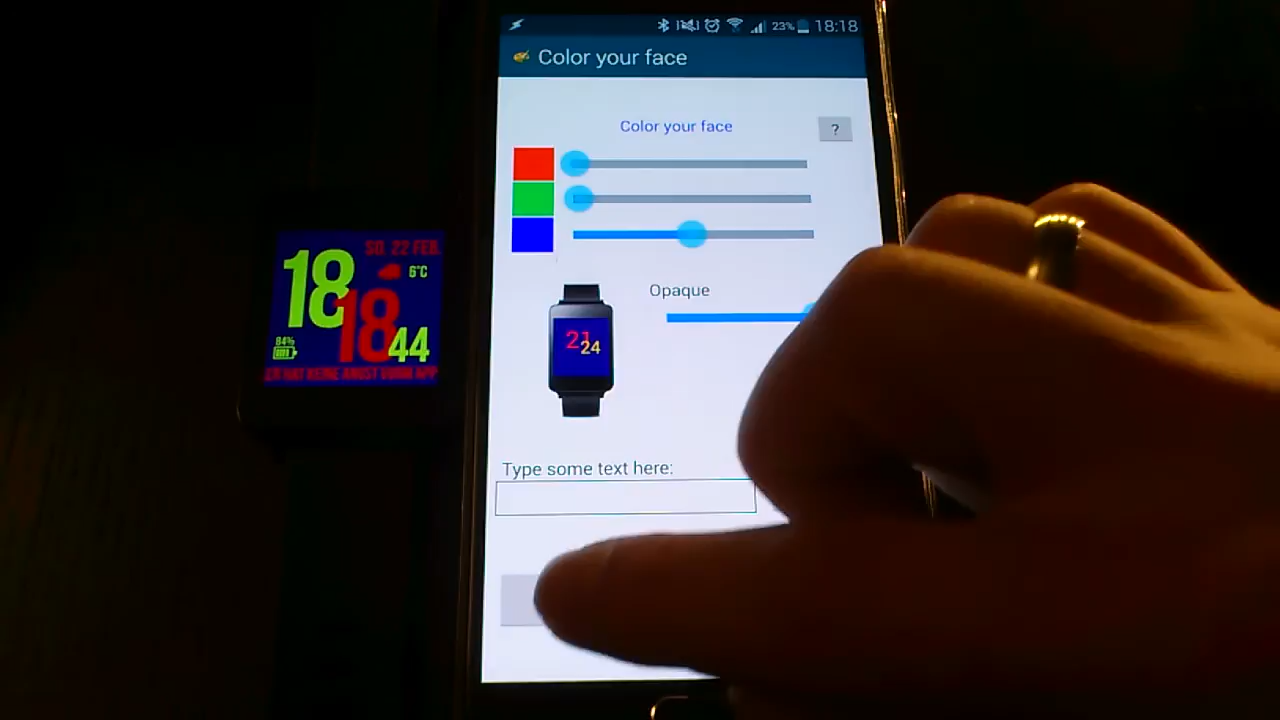 23% 18:18
Color your face
Color your face
?
SO. 22 FEB.
18
6°C
18
44
84%
Opaque
21
24
Type some text here: